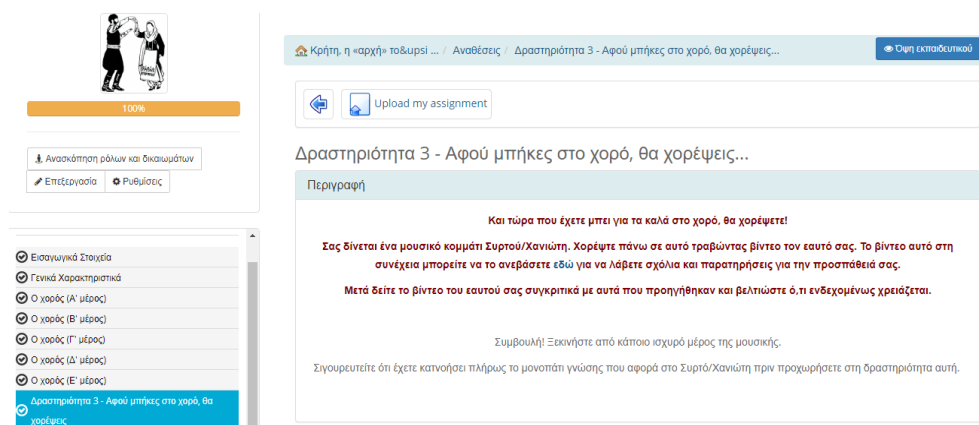 100%
Ανασκόπηση ρόλων και δικαιωμάτων
Επεξεργασία
Ρυθμίσεις
Εισαγωγικά Στοιχεία
Γενικά Χαρακτηριστικά
Ο χορός (Α' μέρος)
Ο χορός (Β' μέρος)
Ο χορός (Γ' μέρος)
Ο χορός (Δ' μέρος)
Ο χορός (Ε' μέρος)
Δραστηριότητα 3 - Αφού μπήκες στο χορό, θα
χορέψεις
Κρήτη, η «αρχή» το&upsi ... / Αναθέσεις / Δραστηριότητα 3 - Αφού μπήκες στο χορό, θα χορέψεις...
Όψη εκπαιδευτικού
Upload my assignment
Δραστηριότητα 3 - Αφού μπήκες στο χορό, θα χορέψεις...
Περιγραφή
Και τώρα που έχετε μπει για τα καλά στο χορό, θα χορέψετε!
Σας δίνεται ένα μουσικό κομμάτι Συρτού/Χανιώτη. Χορέψτε πάνω σε αυτό τραβώντας βίντεο τον εαυτό σας. Το βίντεο αυτό στη
συνέχεια μπορείτε να το ανεβάσετε εδώ για να λάβετε σχόλια και παρατηρήσεις για την προσπάθειά σας.
Μετά δείτε το βίντεο του εαυτού σας συγκριτικά με αυτά που προηγήθηκαν και βελτιώστε ό,τι ενδεχομένως χρειάζεται.
Συμβουλή! Ξεκινήστε από κάποιο ισχυρό μέρος της μουσικής.
Σιγουρευτείτε ότι έχετε κατνοήσει πλήρως το μονοπάτι γνώσης που αφορά στο Συρτό/Χανιώτη πριν προχωρήσετε στη δραστηριότητα αυτή.